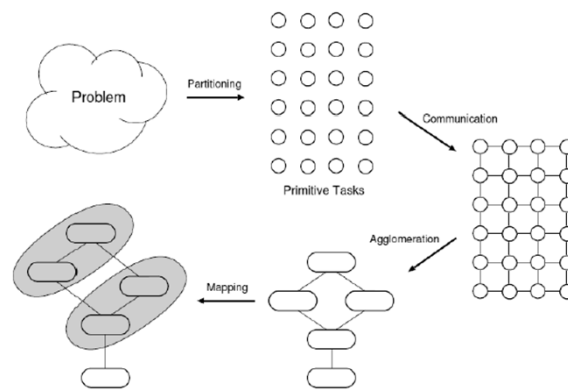 Problem
Partitioning
Primitive Tasks
Communication
Agglomeration
Mapping